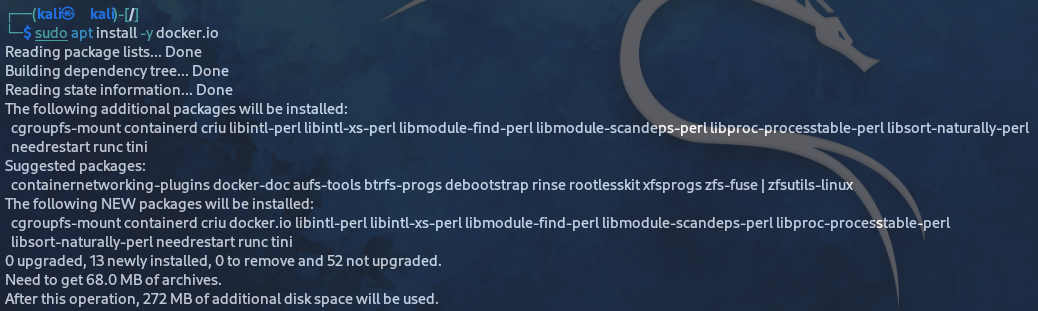 ┌──(kali㉿kali)-[/]
└─$ sudo apt install -y docker.io
Reading package lists... Done
Building dependency tree... Done
Reading state information... Done
The following additional packages will be installed:
cgroupfs-mount containerd criu libintl-perl libintl-xs-perl libmodule-find-perl libmodule-scandeps-perl libproc-processtable-perl libsort-naturally-perl
needrestart runc tini
Suggested packages:
containernetworking-plugins docker-doc aufs-tools btrfs-progs debootstrap rinse rootlesskit xfsprogs zfs-fuse | zfsutils-linux
The following NEW packages will be installed:
cgroupfs-mount containerd criu docker.io libintl-perl libintl-xs-perl libmodule-find-perl libmodule-scandeps-perl libproc-processtable-perl
libsort-naturally-perl needrestart runc tini
0 upgraded, 13 newly installed, 0 to remove and 52 not upgraded.
Need to get 68.0 MB of archives.
After this operation, 272 MB of additional disk space will be used.